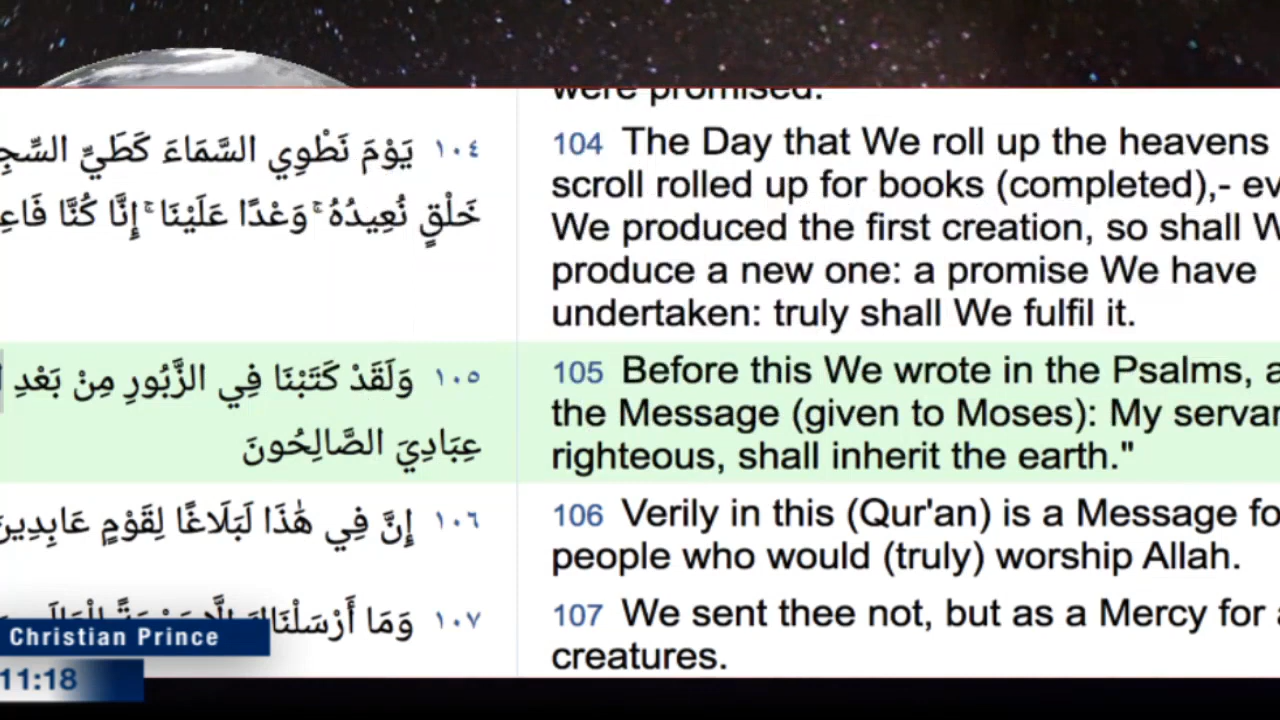 were promised.
١٠٤ يَوْمَ نَطْوِي السَّمَاءَ كَطَيِّ
خَلْقٍ نُعِيدُهُ ۚ وَعْدًا عَلَيْنَا ۚ إِنَّا كُنَّا
104 The Day that We roll up the heavens
scroll rolled up for books (completed),- ev
We produced the first creation, so shall W
produce a new one: a promise We have
undertaken: truly shall We fulfil it.
١٠٥ وَلَقَدْ كَتَبْنَا فِي الزَّبُورِ مِنْ بَعْدِ
عِبَادِيَ الصَّالِحُونَ
105 Before this We wrote in the Psalms, a
the Message (given to Moses): My servan
righteous, shall inherit the earth."
١٠٦ إِنَّ فِي هَٰذَا لَبَلَاغًا لِقَوْمٍ عَابِدِينَ
106 Verily in this (Qur'an) is a Message fo
people who would (truly) worship Allah.
١٠٧ وَمَا أَرْسَلْنَاكَ
107 We sent thee not, but as a Mercy for a
creatures.
Christian Prince
11:18